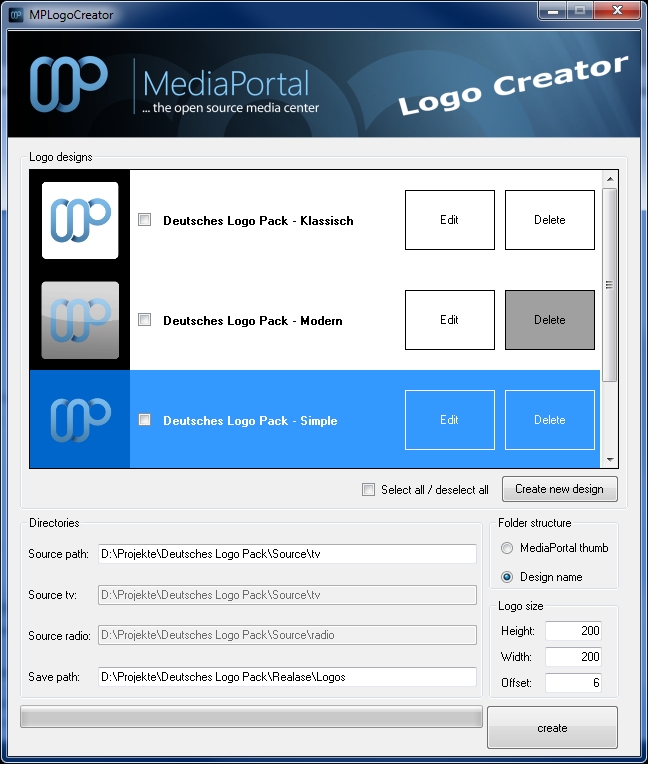 MPLogoCreator
MediaPortal
... the open source media center
Logo Creator
Logo designs
Deutsches Logo Pack - Klassisch
Edit
Delete
Deutsches Logo Pack - Modern
Edit
Delete
Deutsches Logo Pack - Simple
Edit
Delete
Select all / deselect all
Create new design
Directories
Source path: D:\Projekte\Deutsches Logo Pack\Source\tv
Source tv: D:\Projekte\Deutsches Logo Pack\Source\tv
Source radio: D:\Projekte\Deutsches Logo Pack\Source\radio
Save path: D:\Projekte\Deutsches Logo Pack\Realase\Logos
Folder structure
MediaPortal thumb
Design name
Logo size
Height: 200
Width: 200
Offset: 6
create